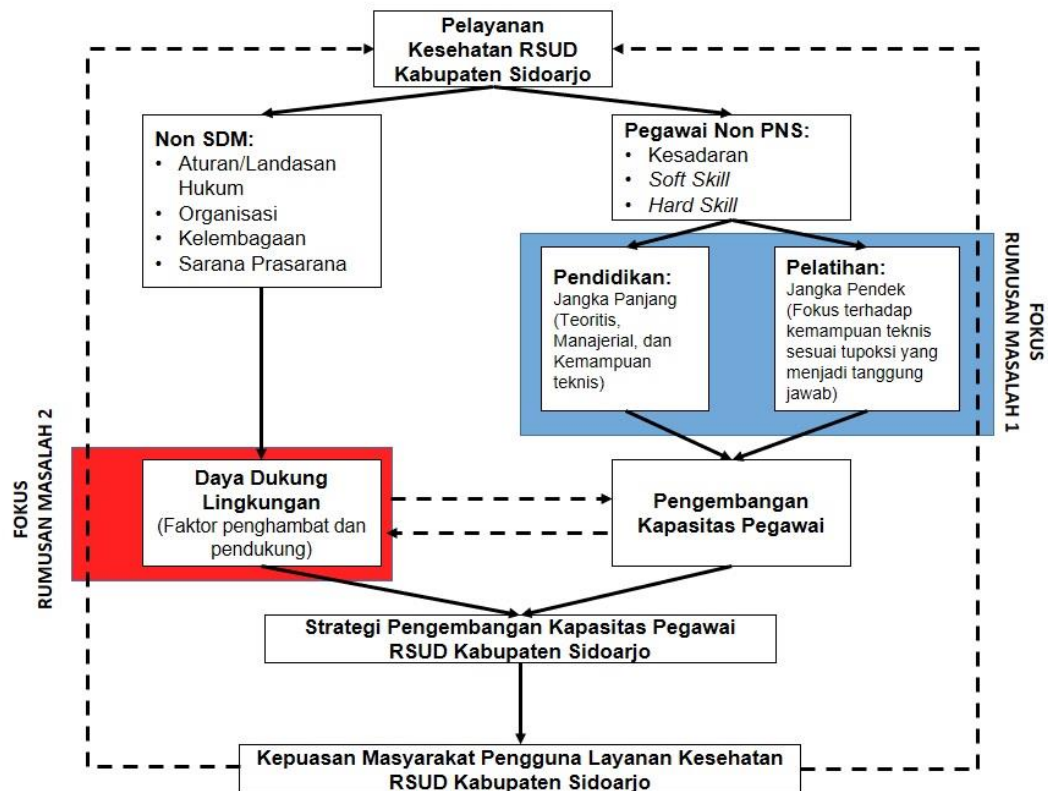 Pelayanan
Kesehatan RSUD
Kabupaten Sidoarjo
Non SDM:
• Aturan/Landasan
Hukum
• Organisasi
• Kelembagaan
• Sarana Prasarana
Pegawai Non PNS:
• Kesadaran
• Soft Skill
• Hard Skill
Pendidikan:
Jangka Panjang
(Teoritis,
Manajerial, dan
Kemampuan
teknis)
Pelatihan:
Jangka Pendek
(Fokus terhadap
kemampuan teknis
sesuai tupoksi yang
menjadi tanggung
jawab)
FOKUS
RUMUSAN MASALAH 1
FOKUS
RUMUSAN MASALAH 2
Daya Dukung
Lingkungan
(Faktor penghambat dan
pendukung)
Pengembangan
Kapasitas Pegawai
Strategi Pengembangan Kapasitas Pegawai
RSUD Kabupaten Sidoarjo
Kepuasan Masyarakat Pengguna Layanan Kesehatan
RSUD Kabupaten Sidoarjo